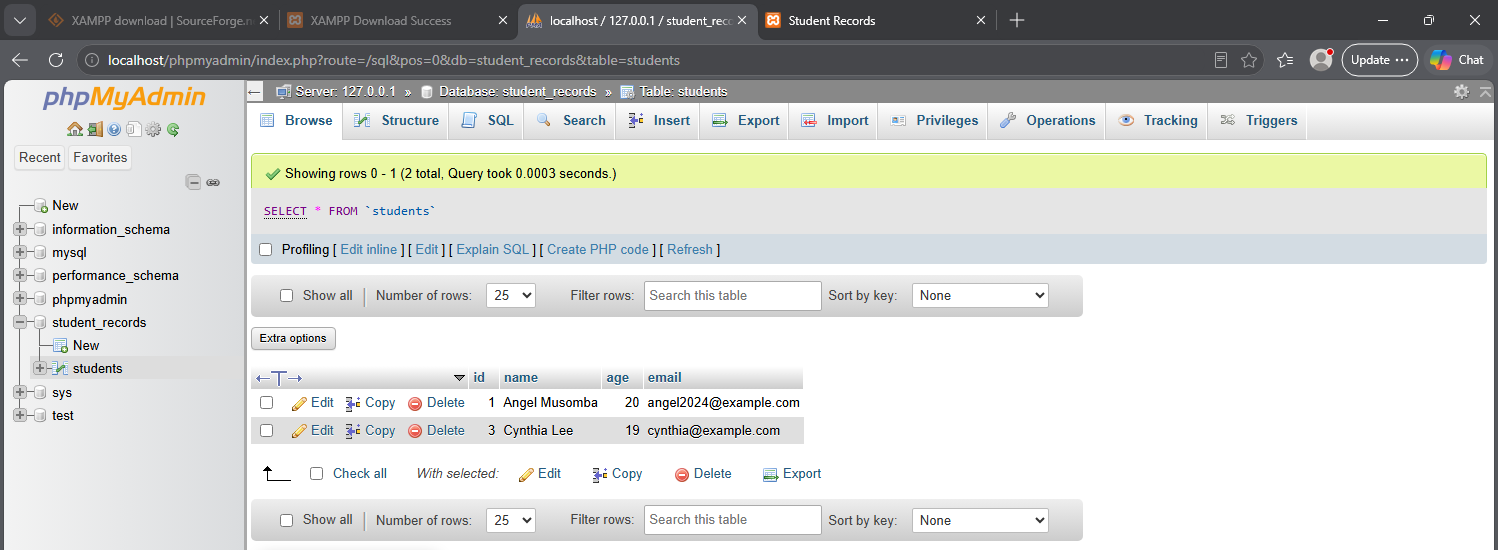 XAMPP download | SourceForge.n
XAMPP Download Success
localhost / 127.0.0.1 / student_rec
Student Records
localhost/phpmyadmin/index.php?route=/sql&pos=0&db=student_records&table=students
Update
Chat
phpMyAdmin
Recent
Favorites
New
information_schema
mysql
performance_schema
phpmyadmin
student_records
New
students
sys
test
Server: 127.0.0.1 » Database: student_records » Table: students
Browse Structure SQL Search Insert Export Import Privileges Operations Tracking Triggers
Showing rows 0 - 1 (2 total, Query took 0.0003 seconds.)
SELECT * FROM `students`
Profiling [ Edit inline ] [ Edit ] [ Explain SQL ] [ Create PHP code ] [ Refresh ]
Show all Number of rows: 25 Filter rows: Search this table Sort by key: None
Extra options
id name age email
Edit Copy Delete 1 Angel Musomba 20 angel2024@example.com
Edit Copy Delete 3 Cynthia Lee 19 cynthia@example.com
Check all With selected: Edit Copy Delete Export
Show all Number of rows: 25 Filter rows: Search this table Sort by key: None